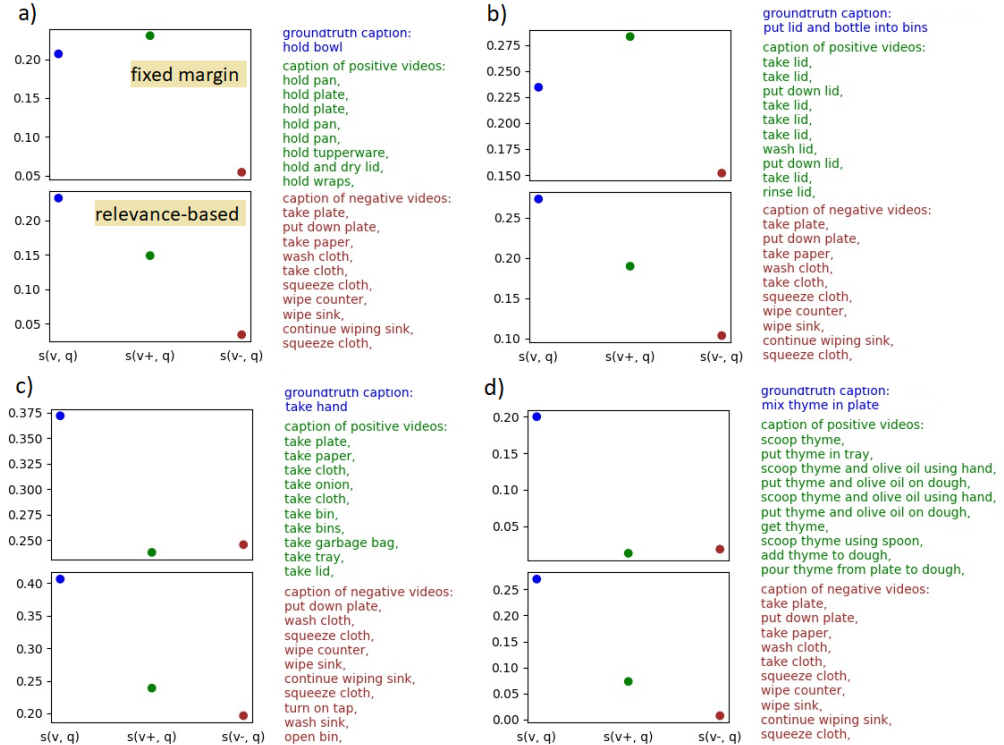 a)
0.20
0.15
0.10
0.05
fixed margin
0.20
0.15
0.10
0.05
relevance-based
s(v, q)
s(v+, q)
s(v-, q)
groundtruth caption:
hold bowl
caption of positive videos:
hold pan,
hold plate,
hold plate,
hold pan,
hold pan,
hold tupperware,
hold and dry lid,
hold wraps,
caption of negative videos:
take plate,
put down plate,
take paper,
wash cloth,
take cloth,
squeeze cloth,
wipe counter,
wipe sink,
continue wiping sink,
squeeze cloth,
b)
0.275
0.250
0.225
0.200
0.175
0.150
0.25
0.20
0.15
0.10
s(v, q)
s(v+, q)
s(v-, q)
groundtruth caption:
put lid and bottle into bins
caption of positive videos:
take lid,
take lid,
put down lid,
take lid,
take lid,
take lid,
wash lid,
put down lid,
take lid,
rinse lid,
caption of negative videos:
take plate,
put down plate,
take paper,
wash cloth,
take cloth,
squeeze cloth,
wipe counter,
wipe sink,
continue wiping sink,
squeeze cloth,
c)
0.375
0.350
0.325
0.300
0.275
0.250
0.40
0.35
0.30
0.25
0.20
s(v, q)
s(v+, q)
s(v-, q)
groundtruth caption:
take hand
caption of positive videos:
take plate,
take paper,
take cloth,
take onion,
take cloth,
take bin,
take bins,
take garbage bag,
take tray,
take lid,
caption of negative videos:
put down plate,
wash cloth,
squeeze cloth,
wipe counter,
wipe sink,
continue wiping sink,
squeeze cloth,
turn on tap,
wash sink,
open bin,
d)
0.20
0.15
0.10
0.05
0.25
0.20
0.15
0.10
0.05
0.00
s(v, q)
s(v+, q)
s(v-, q)
groundtruth caption:
mix thyme in plate
caption of positive videos:
scoop thyme,
put thyme in tray,
scoop thyme and olive oil using hand,
put thyme and olive oil on dough,
scoop thyme and olive oil using hand,
put thyme and olive oil on dough,
get thyme,
scoop thyme using spoon,
add thyme to dough,
pour thyme from plate to dough,
caption of negative videos:
take plate,
put down plate,
take paper,
wash cloth,
take cloth,
squeeze cloth,
wipe counter,
wipe sink,
continue wiping sink,
squeeze cloth,